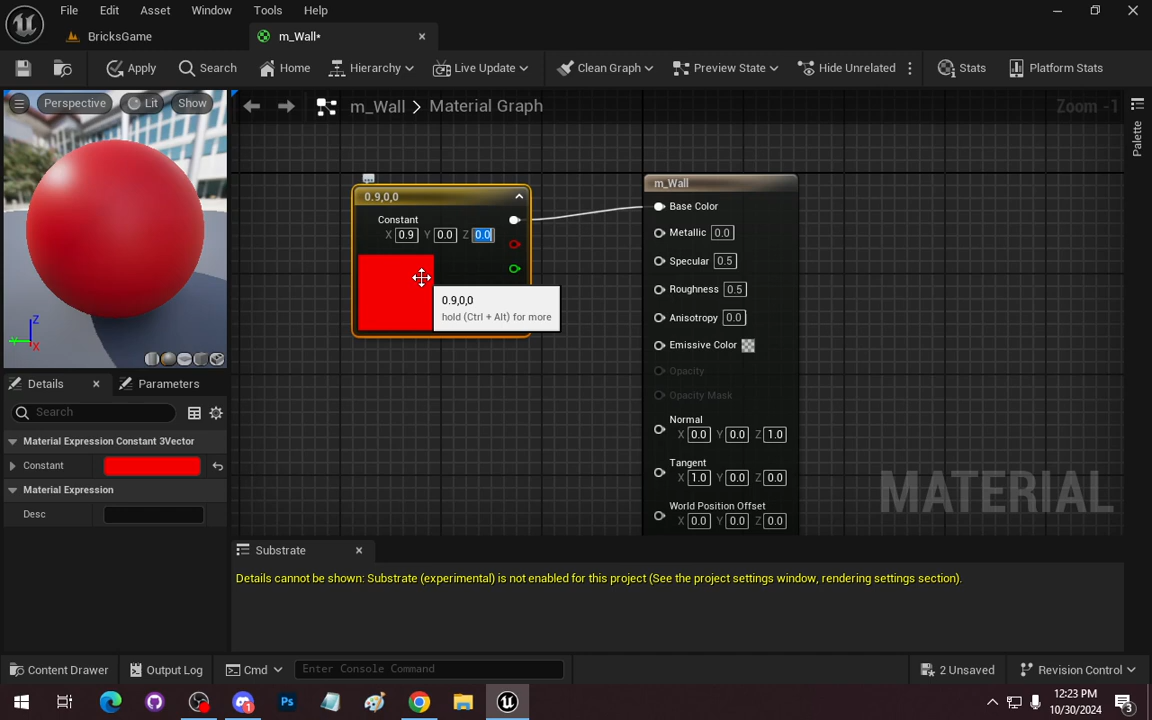 File Edit Asset Window Tools Help
BricksGame m_Wall*
Apply Search Home Hierarchy Live Update Clean Graph Preview State Hide Unrelated Stats Platform Stats
Perspective Lit Show
m_Wall > Material Graph Zoom -1
Palette
0.9,0,0
Constant
X 0.9 Y 0.0 Z 0.0
0.9,0,0
hold (Ctrl + Alt) for more
m_Wall
Base Color
Metallic 0.0
Specular 0.5
Roughness 0.5
Anisotropy 0.0
Emissive Color
Opacity
Opacity Mask
Normal
X 0.0 Y 0.0 Z 1.0
Tangent
X 1.0 Y 0.0 Z 0.0
World Position Offset
X 0.0 Y 0.0 Z 0.0
MATERIAL
Z
Y
X
Details Parameters
Search
Material Expression Constant 3Vector
Constant
Material Expression
Desc
Substrate
Details cannot be shown: Substrate (experimental) is not enabled for this project (See the project settings window, rendering settings section).
Content Drawer Output Log Cmd Enter Console Command 2 Unsaved Revision Control
Ps
12:23 PM
10/30/2024
3